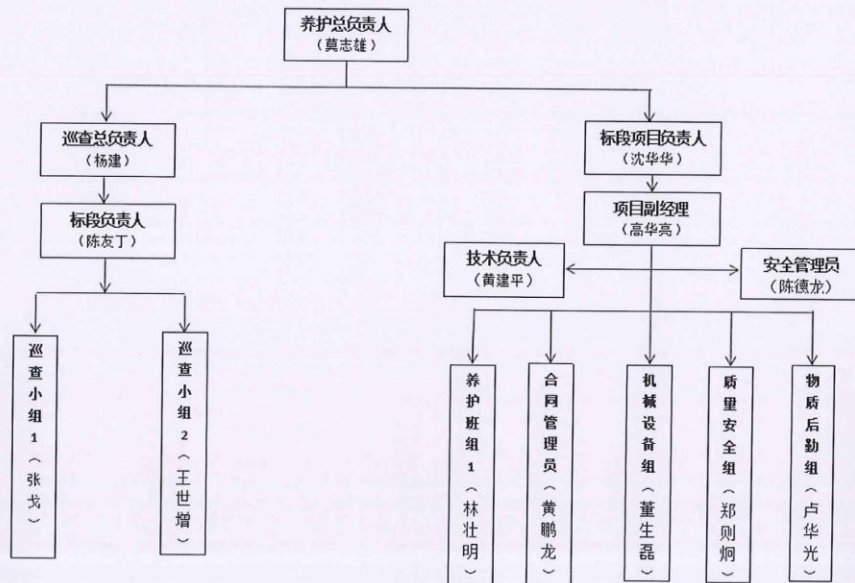 养护总负责人
（莫志雄）
巡查总负责人
（杨建）
标段项目负责人
（沈华华）
标段负责人
（陈友丁）
项目副经理
（高华亮）
技术负责人
（黄建平）
安全管理员
（陈德龙）
巡查小组1（张戈）
巡查小组2（王世增）
养护班组1（林壮明）
合同管理员（黄鹏龙）
机械设备组（董生磊）
质里安全组（郑则炯）
物质后勤组（卢华光）